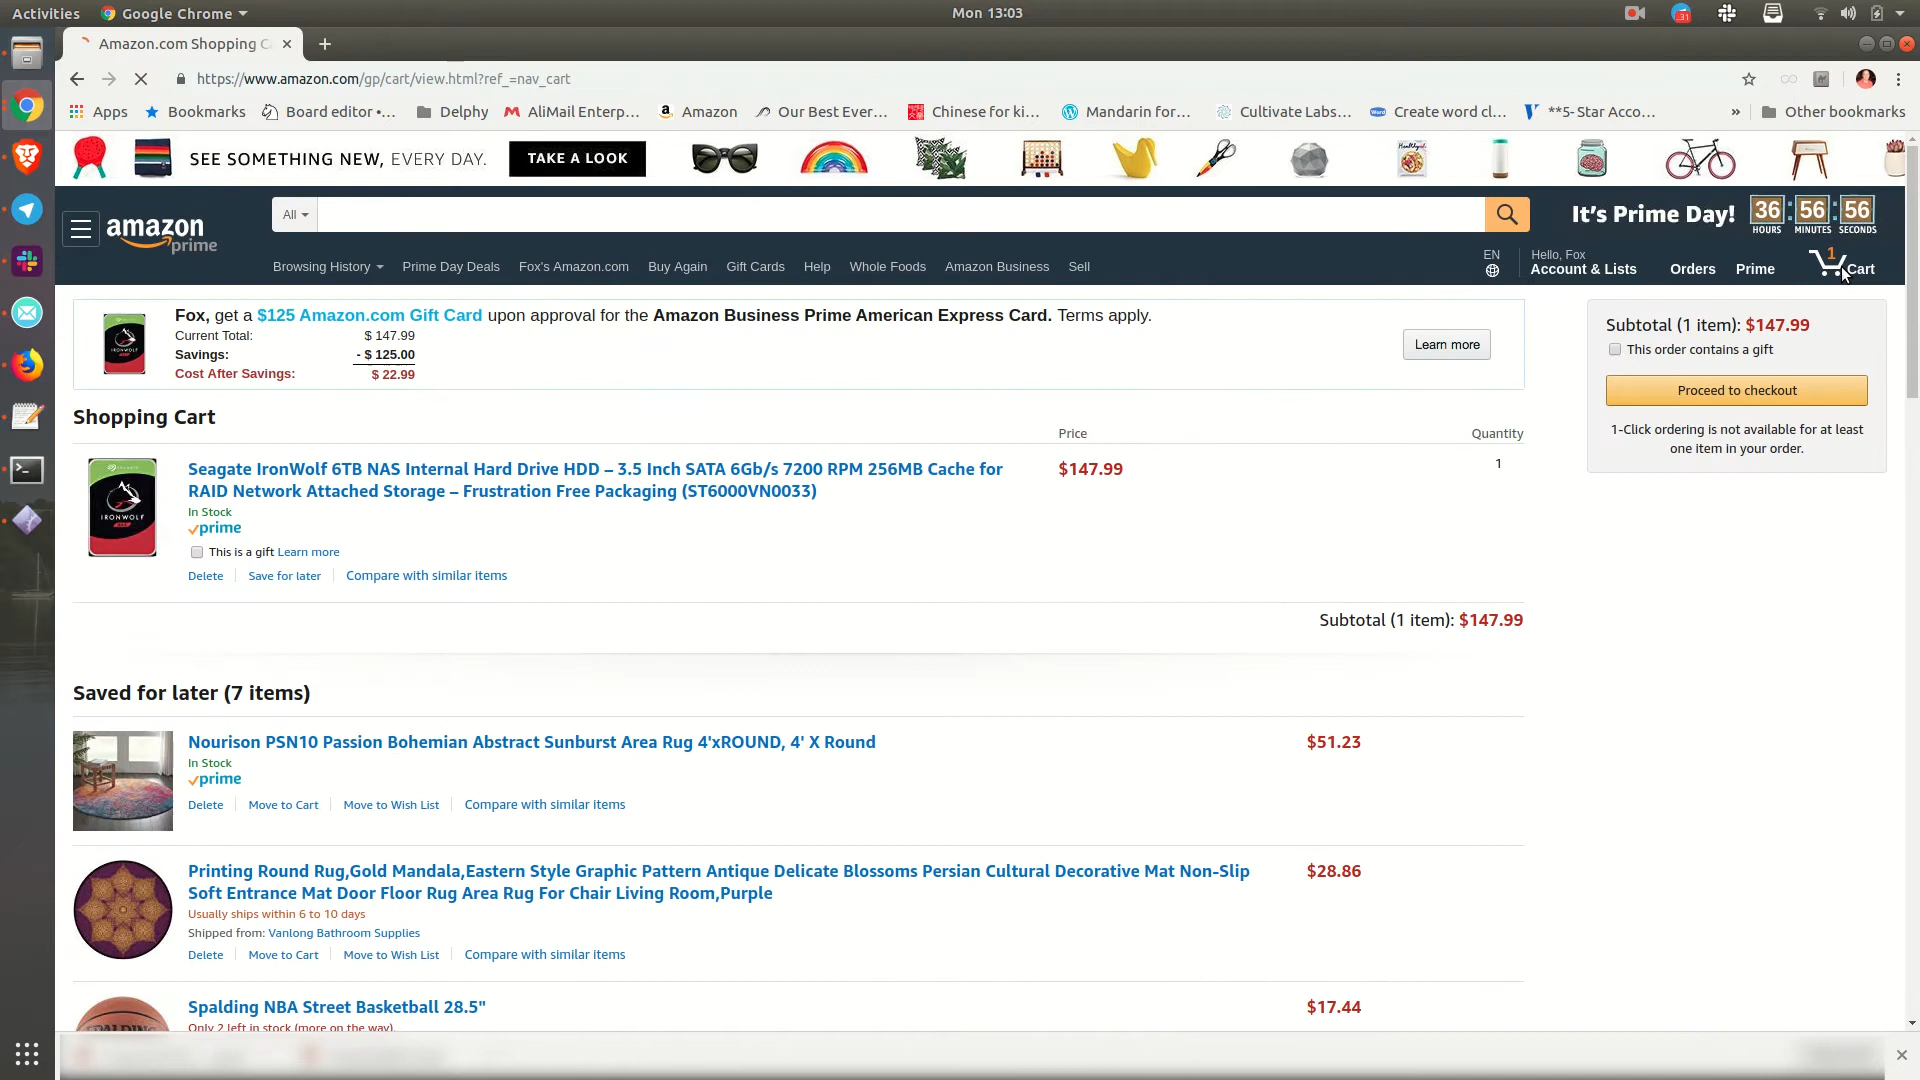 Activities
Google Chrome
Mon 13:03
31
Amazon.com Shopping C
https://www.amazon.com/gp/cart/view.html?ref_=nav_cart
Apps
Bookmarks
Board editor •...
Delphy
AliMail Enterp...
Amazon
Our Best Ever...
Chinese for ki...
Mandarin for...
Cultivate Labs...
Create word cl...
**5- Star Acco...
»
Other bookmarks
SEE SOMETHING NEW, EVERY DAY.
TAKE A LOOK
amazon
prime
All
It's Prime Day!
36 : 56 : 56
HOURS MINUTES SECONDS
Browsing History
Prime Day Deals
Fox's Amazon.com
Buy Again
Gift Cards
Help
Whole Foods
Amazon Business
Sell
EN
Hello, Fox
Account & Lists
Orders
Prime
1
Cart
Fox, get a $125 Amazon.com Gift Card upon approval for the Amazon Business Prime American Express Card. Terms apply.
Current Total: $ 147.99
Savings: - $ 125.00
Cost After Savings: $ 22.99
Learn more
IRONWOLF
Subtotal (1 item): $147.99
This order contains a gift
Proceed to checkout
1-Click ordering is not available for at least
one item in your order.
Shopping Cart
Price
Quantity
IRONWOLF
Seagate IronWolf 6TB NAS Internal Hard Drive HDD – 3.5 Inch SATA 6Gb/s 7200 RPM 256MB Cache for
RAID Network Attached Storage – Frustration Free Packaging (ST6000VN0033)
$147.99
1
In Stock
prime
This is a gift Learn more
Delete
Save for later
Compare with similar items
Subtotal (1 item): $147.99
Saved for later (7 items)
Nourison PSN10 Passion Bohemian Abstract Sunburst Area Rug 4'xROUND, 4' X Round
$51.23
In Stock
prime
Delete
Move to Cart
Move to Wish List
Compare with similar items
Printing Round Rug,Gold Mandala,Eastern Style Graphic Pattern Antique Delicate Blossoms Persian Cultural Decorative Mat Non-Slip
Soft Entrance Mat Door Floor Rug Area Rug For Chair Living Room,Purple
$28.86
Usually ships within 6 to 10 days
Shipped from: Vanlong Bathroom Supplies
Delete
Move to Cart
Move to Wish List
Compare with similar items
Spalding NBA Street Basketball 28.5"
$17.44
Only 2 left in stock (more on the way).